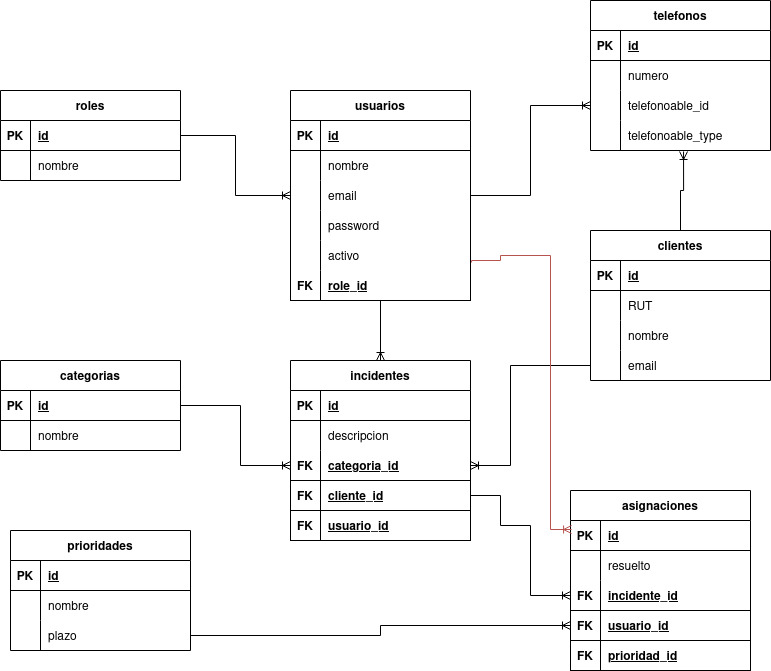 telefonos
PK id
numero
telefonoable_id
telefonoable_type
roles
PK id
nombre
usuarios
PK id
nombre
email
password
activo
FK role_id
clientes
PK id
RUT
nombre
email
categorias
PK id
nombre
incidentes
PK id
descripcion
FK categoria_id
FK cliente_id
FK usuario_id
prioridades
PK id
nombre
plazo
asignaciones
PK id
resuelto
FK incidente_id
FK usuario_id
FK prioridad_id